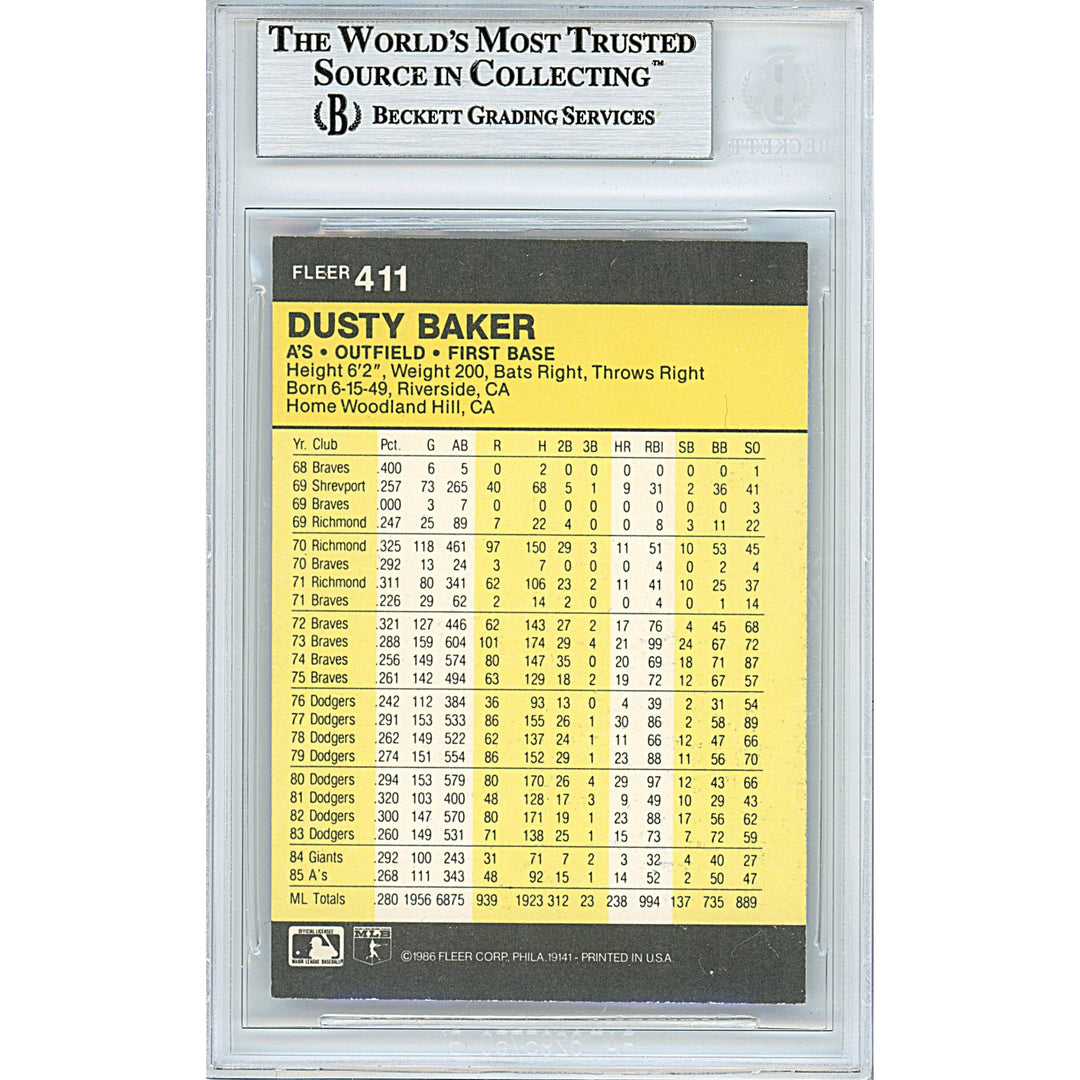 THE WORLD'S MOST TRUSTED
SOURCE IN COLLECTING™
B BECKETT GRADING SERVICES
BECKETT
FLEER 411
DUSTY BAKER
A'S • OUTFIELD • FIRST BASE
Height 6'2", Weight 200, Bats Right, Throws Right
Born 6-15-49, Riverside, CA
Home Woodland Hill, CA
Yr. Club Pct. G AB R H 2B 3B HR RBI SB BB SO
68 Braves .400 6 5 0 2 0 0 0 0 0 0 1
69 Shrevport .257 73 265 40 68 5 1 9 31 2 36 41
69 Braves .000 3 7 0 0 0 0 0 0 0 0 3
69 Richmond .247 25 89 7 22 4 0 0 8 3 11 22
70 Richmond .325 118 461 97 150 29 3 11 51 10 53 45
70 Braves .292 13 24 3 7 0 0 0 4 0 2 4
71 Richmond .311 80 341 62 106 23 2 11 41 10 25 37
71 Braves .226 29 62 2 14 2 0 0 4 0 1 14
72 Braves .321 127 446 62 143 27 2 17 76 4 45 68
73 Braves .288 159 604 101 174 29 4 21 99 24 67 72
74 Braves .256 149 574 80 147 35 0 20 69 18 71 87
75 Braves .261 142 494 63 129 18 2 19 72 12 67 57
76 Dodgers .242 112 384 36 93 13 0 4 39 2 31 54
77 Dodgers .291 153 533 86 155 26 1 30 86 2 58 89
78 Dodgers .262 149 522 62 137 24 1 11 66 12 47 66
79 Dodgers .274 151 554 86 152 29 1 23 88 11 56 70
80 Dodgers .294 153 579 80 170 26 4 29 97 12 43 66
81 Dodgers .320 103 400 48 128 17 3 9 49 10 29 43
82 Dodgers .300 147 570 80 171 19 1 23 88 17 56 62
83 Dodgers .260 149 531 71 138 25 1 15 73 7 72 59
84 Giants .292 100 243 31 71 7 2 3 32 4 40 27
85 A's .268 111 343 48 92 15 1 14 52 2 50 47
ML Totals .280 1956 6875 939 1923 312 23 238 994 137 735 889
OFFICIAL LICENSEE
MAJOR LEAGUE BASEBALL
MLB
©1986 FLEER CORP., PHILA. 19141 - PRINTED IN U.S.A.